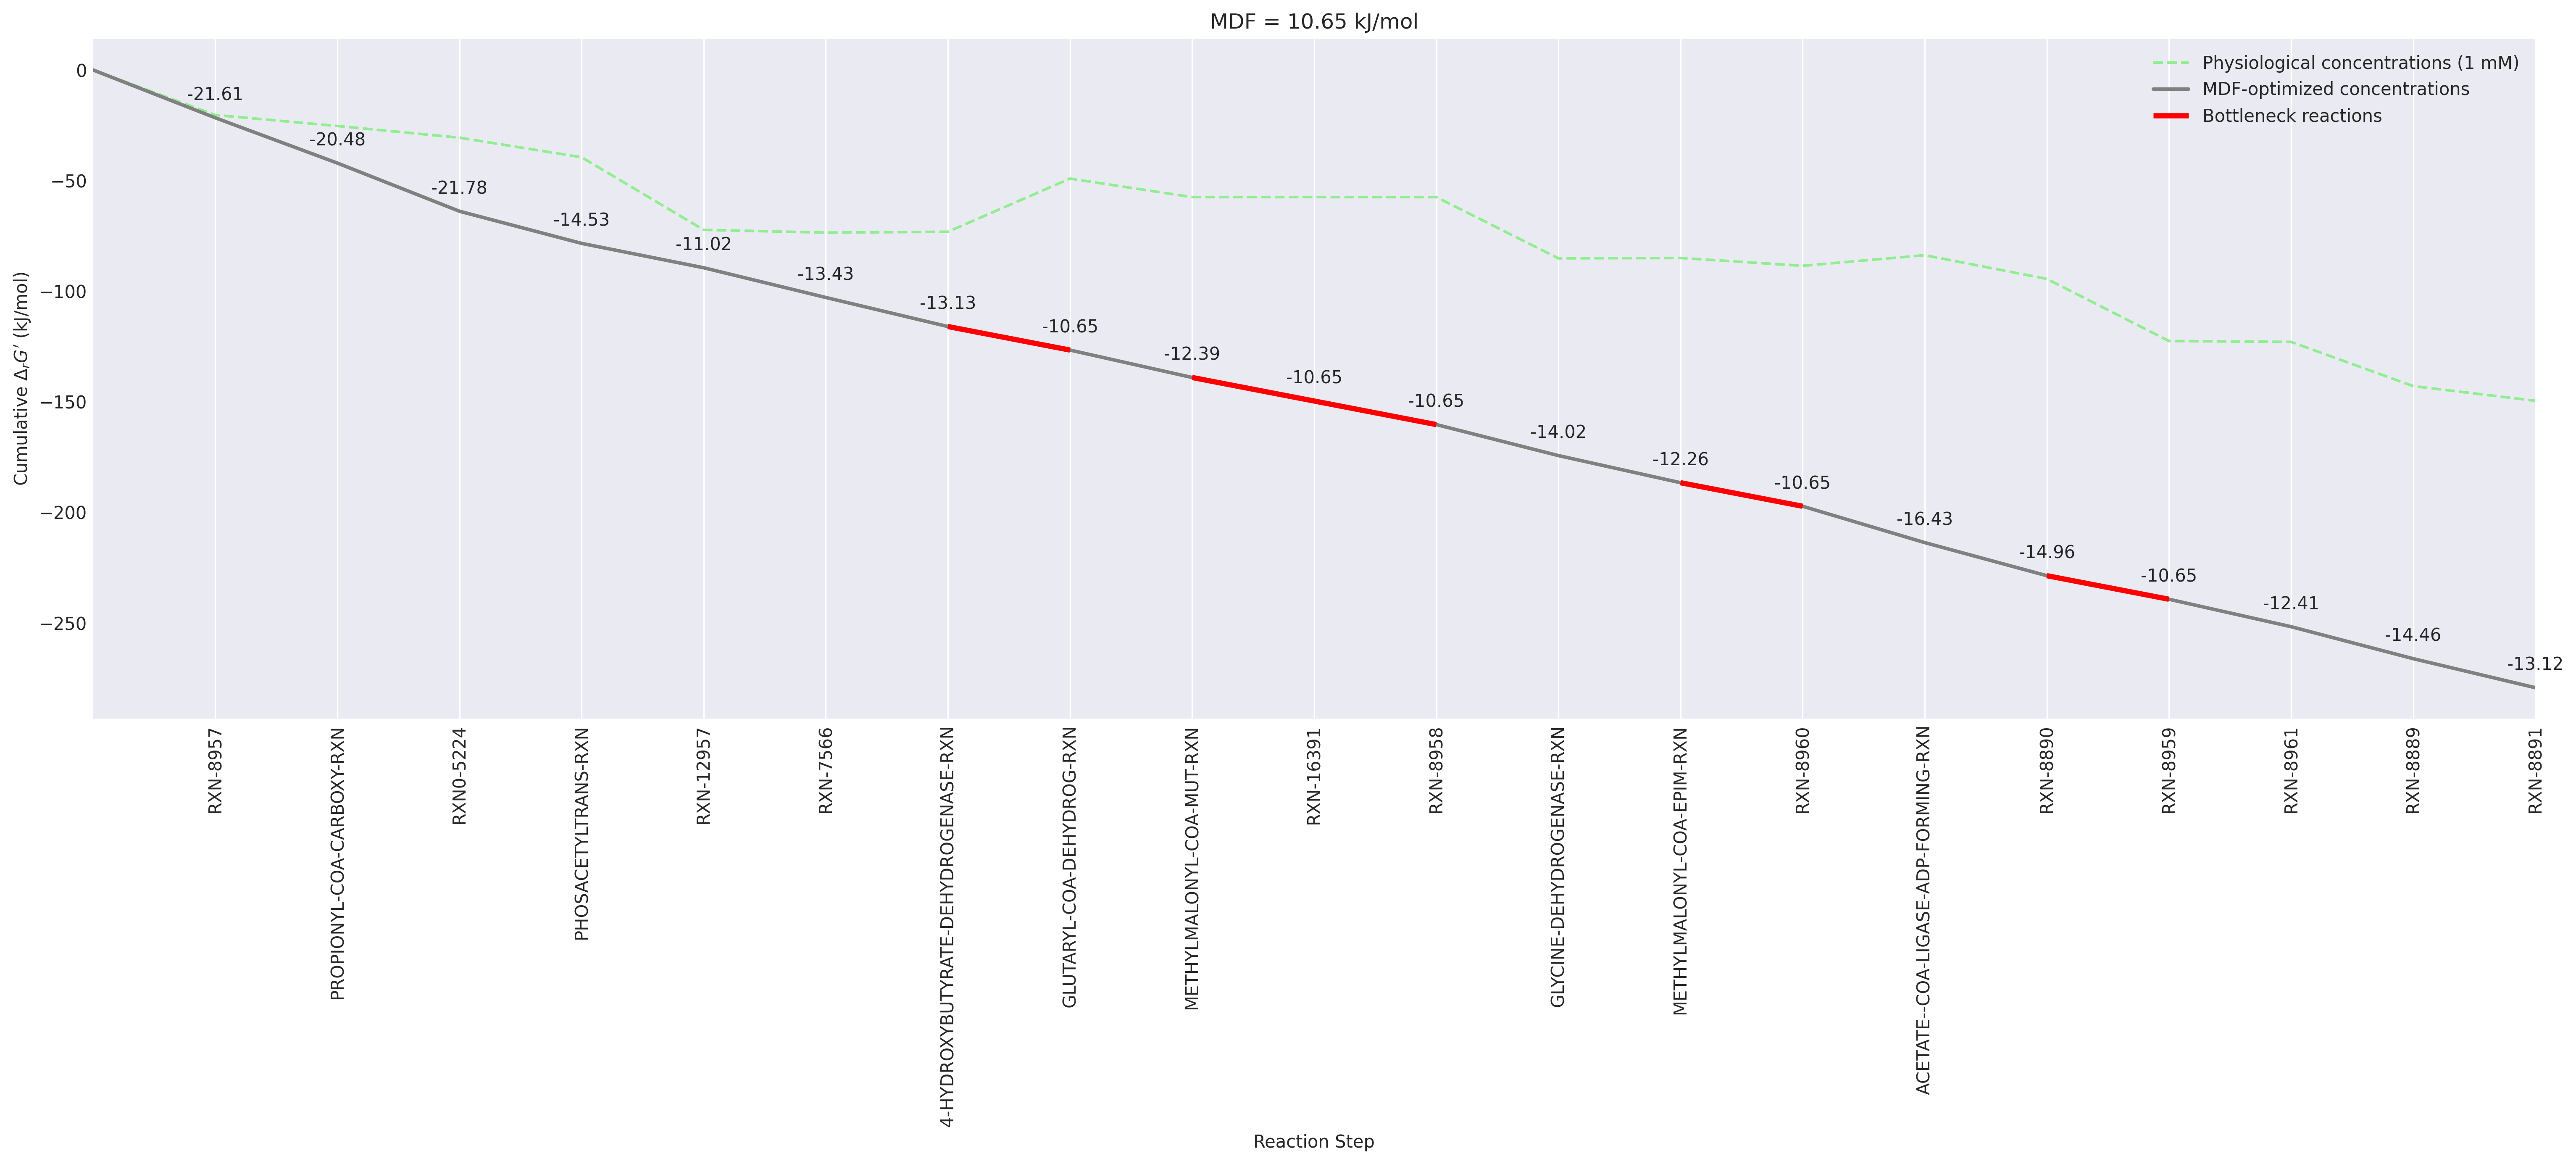 MDF = 10.65 kJ/mol
Physiological concentrations (1 mM)
MDF-optimized concentrations
Bottleneck reactions
Cumulative ΔrG′ (kJ/mol)
0
−50
−100
−150
−200
−250
-21.61
-20.48
-21.78
-14.53
-11.02
-13.43
-13.13
-10.65
-12.39
-10.65
-10.65
-14.02
-12.26
-10.65
-16.43
-14.96
-10.65
-12.41
-14.46
-13.12
RXN-8957
PROPIONYL-COA-CARBOXY-RXN
RXN0-5224
PHOSACETYLTRANS-RXN
RXN-12957
RXN-7566
4-HYDROXYBUTYRATE-DEHYDROGENASE-RXN
GLUTARYL-COA-DEHYDROG-RXN
METHYLMALONYL-COA-MUT-RXN
RXN-16391
RXN-8958
GLYCINE-DEHYDROGENASE-RXN
METHYLMALONYL-COA-EPIM-RXN
RXN-8960
ACETATE--COA-LIGASE-ADP-FORMING-RXN
RXN-8890
RXN-8959
RXN-8961
RXN-8889
RXN-8891
Reaction Step